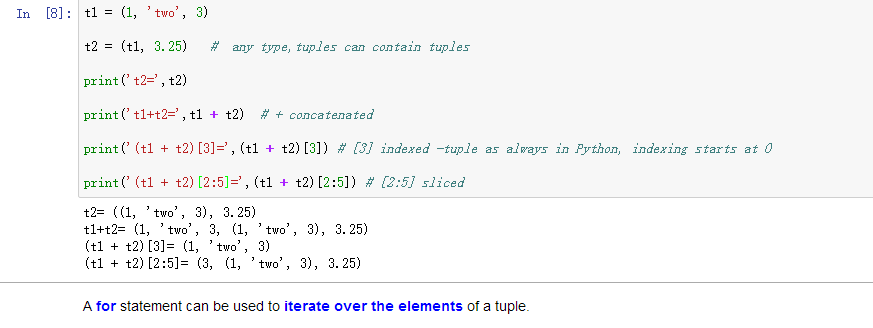 In [8]: t1 = (1, 'two', 3)
t2 = (t1, 3.25)   # any type, tuples can contain tuples
print('t2=',t2)
print('t1+t2=',t1 + t2)  # + concatenated
print('(t1 + t2)[3]=',(t1 + t2)[3]) # [3] indexed -tuple as always in Python, indexing starts at 0
print('(t1 + t2)[2:5]=',(t1 + t2)[2:5]) # [2:5] sliced
t2= ((1, 'two', 3), 3.25)
t1+t2= (1, 'two', 3, (1, 'two', 3), 3.25)
(t1 + t2)[3]= (1, 'two', 3)
(t1 + t2)[2:5]= (3, (1, 'two', 3), 3.25)
A for statement can be used to iterate over the elements of a tuple.